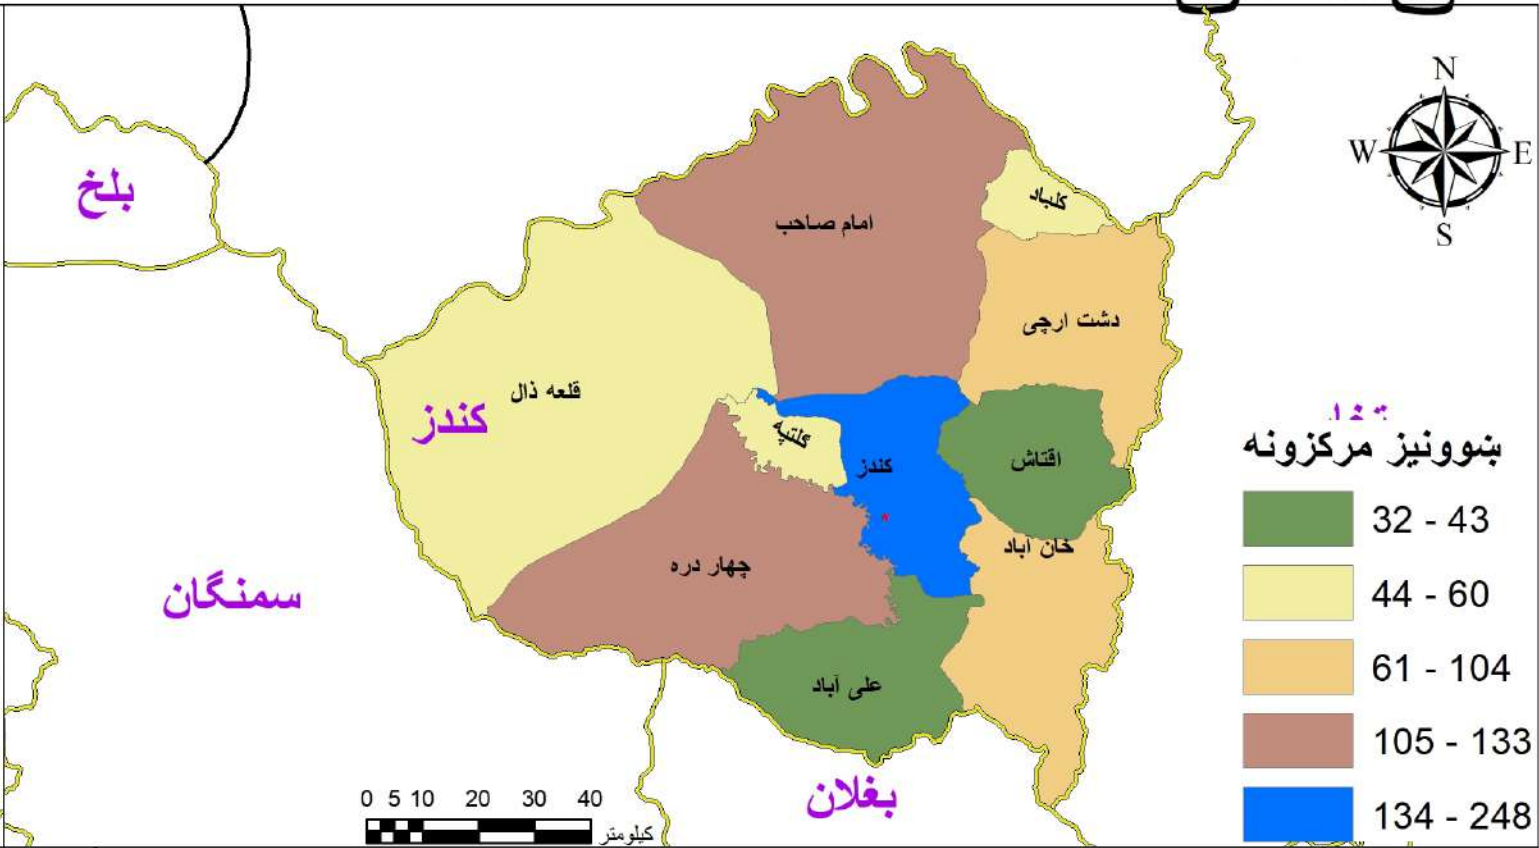 N
W
E
S
بلخ
کلباد
امام صاحب
دشت ارچی
قلعه ذال
کندز
گلتپه
کندز
اقتاش
ښوونیز مرکزونه
32 - 43
خان آباد
چهار دره
سمنگان
44 - 60
61 - 104
علی آباد
105 - 133
بغلان
134 - 248
0 5 10 20 30 40
کیلومتر